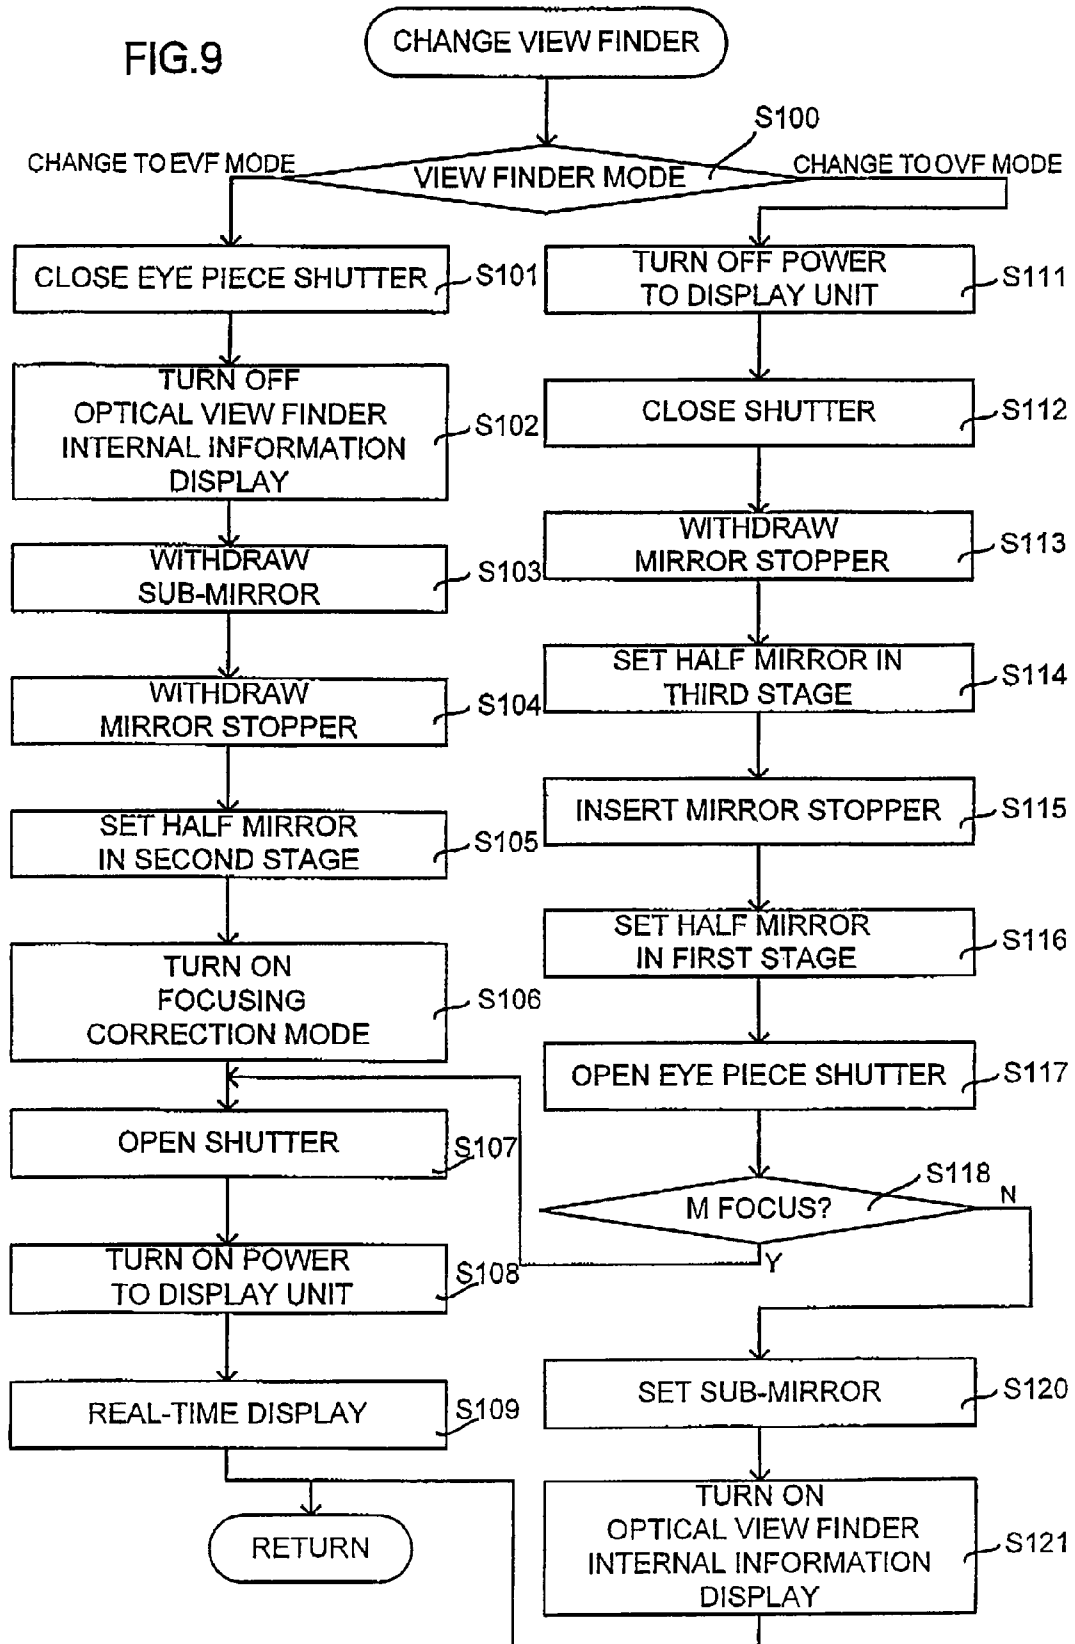 FIG.9
CHANGE VIEW FINDER
S100
CHANGE TO EVF MODE
VIEW FINDER MODE
CHANGE TO OVF MODE
CLOSE EYE PIECE SHUTTER
S101
TURN OFF
OPTICAL VIEW FINDER
INTERNAL INFORMATION
DISPLAY
S102
WITHDRAW
SUB-MIRROR
S103
WITHDRAW
MIRROR STOPPER
S104
SET HALF MIRROR
IN SECOND STAGE
S105
TURN ON
FOCUSING
CORRECTION MODE
S106
OPEN SHUTTER
S107
TURN ON POWER
TO DISPLAY UNIT
S108
REAL-TIME DISPLAY
S109
RETURN
TURN OFF POWER
TO DISPLAY UNIT
S111
CLOSE SHUTTER
S112
WITHDRAW
MIRROR STOPPER
S113
SET HALF MIRROR IN
THIRD STAGE
S114
INSERT MIRROR STOPPER
S115
SET HALF MIRROR
IN FIRST STAGE
S116
OPEN EYE PIECE SHUTTER
S117
M FOCUS?
S118
N
Y
SET SUB-MIRROR
S120
TURN ON
OPTICAL VIEW FINDER
INTERNAL INFORMATION
DISPLAY
S121